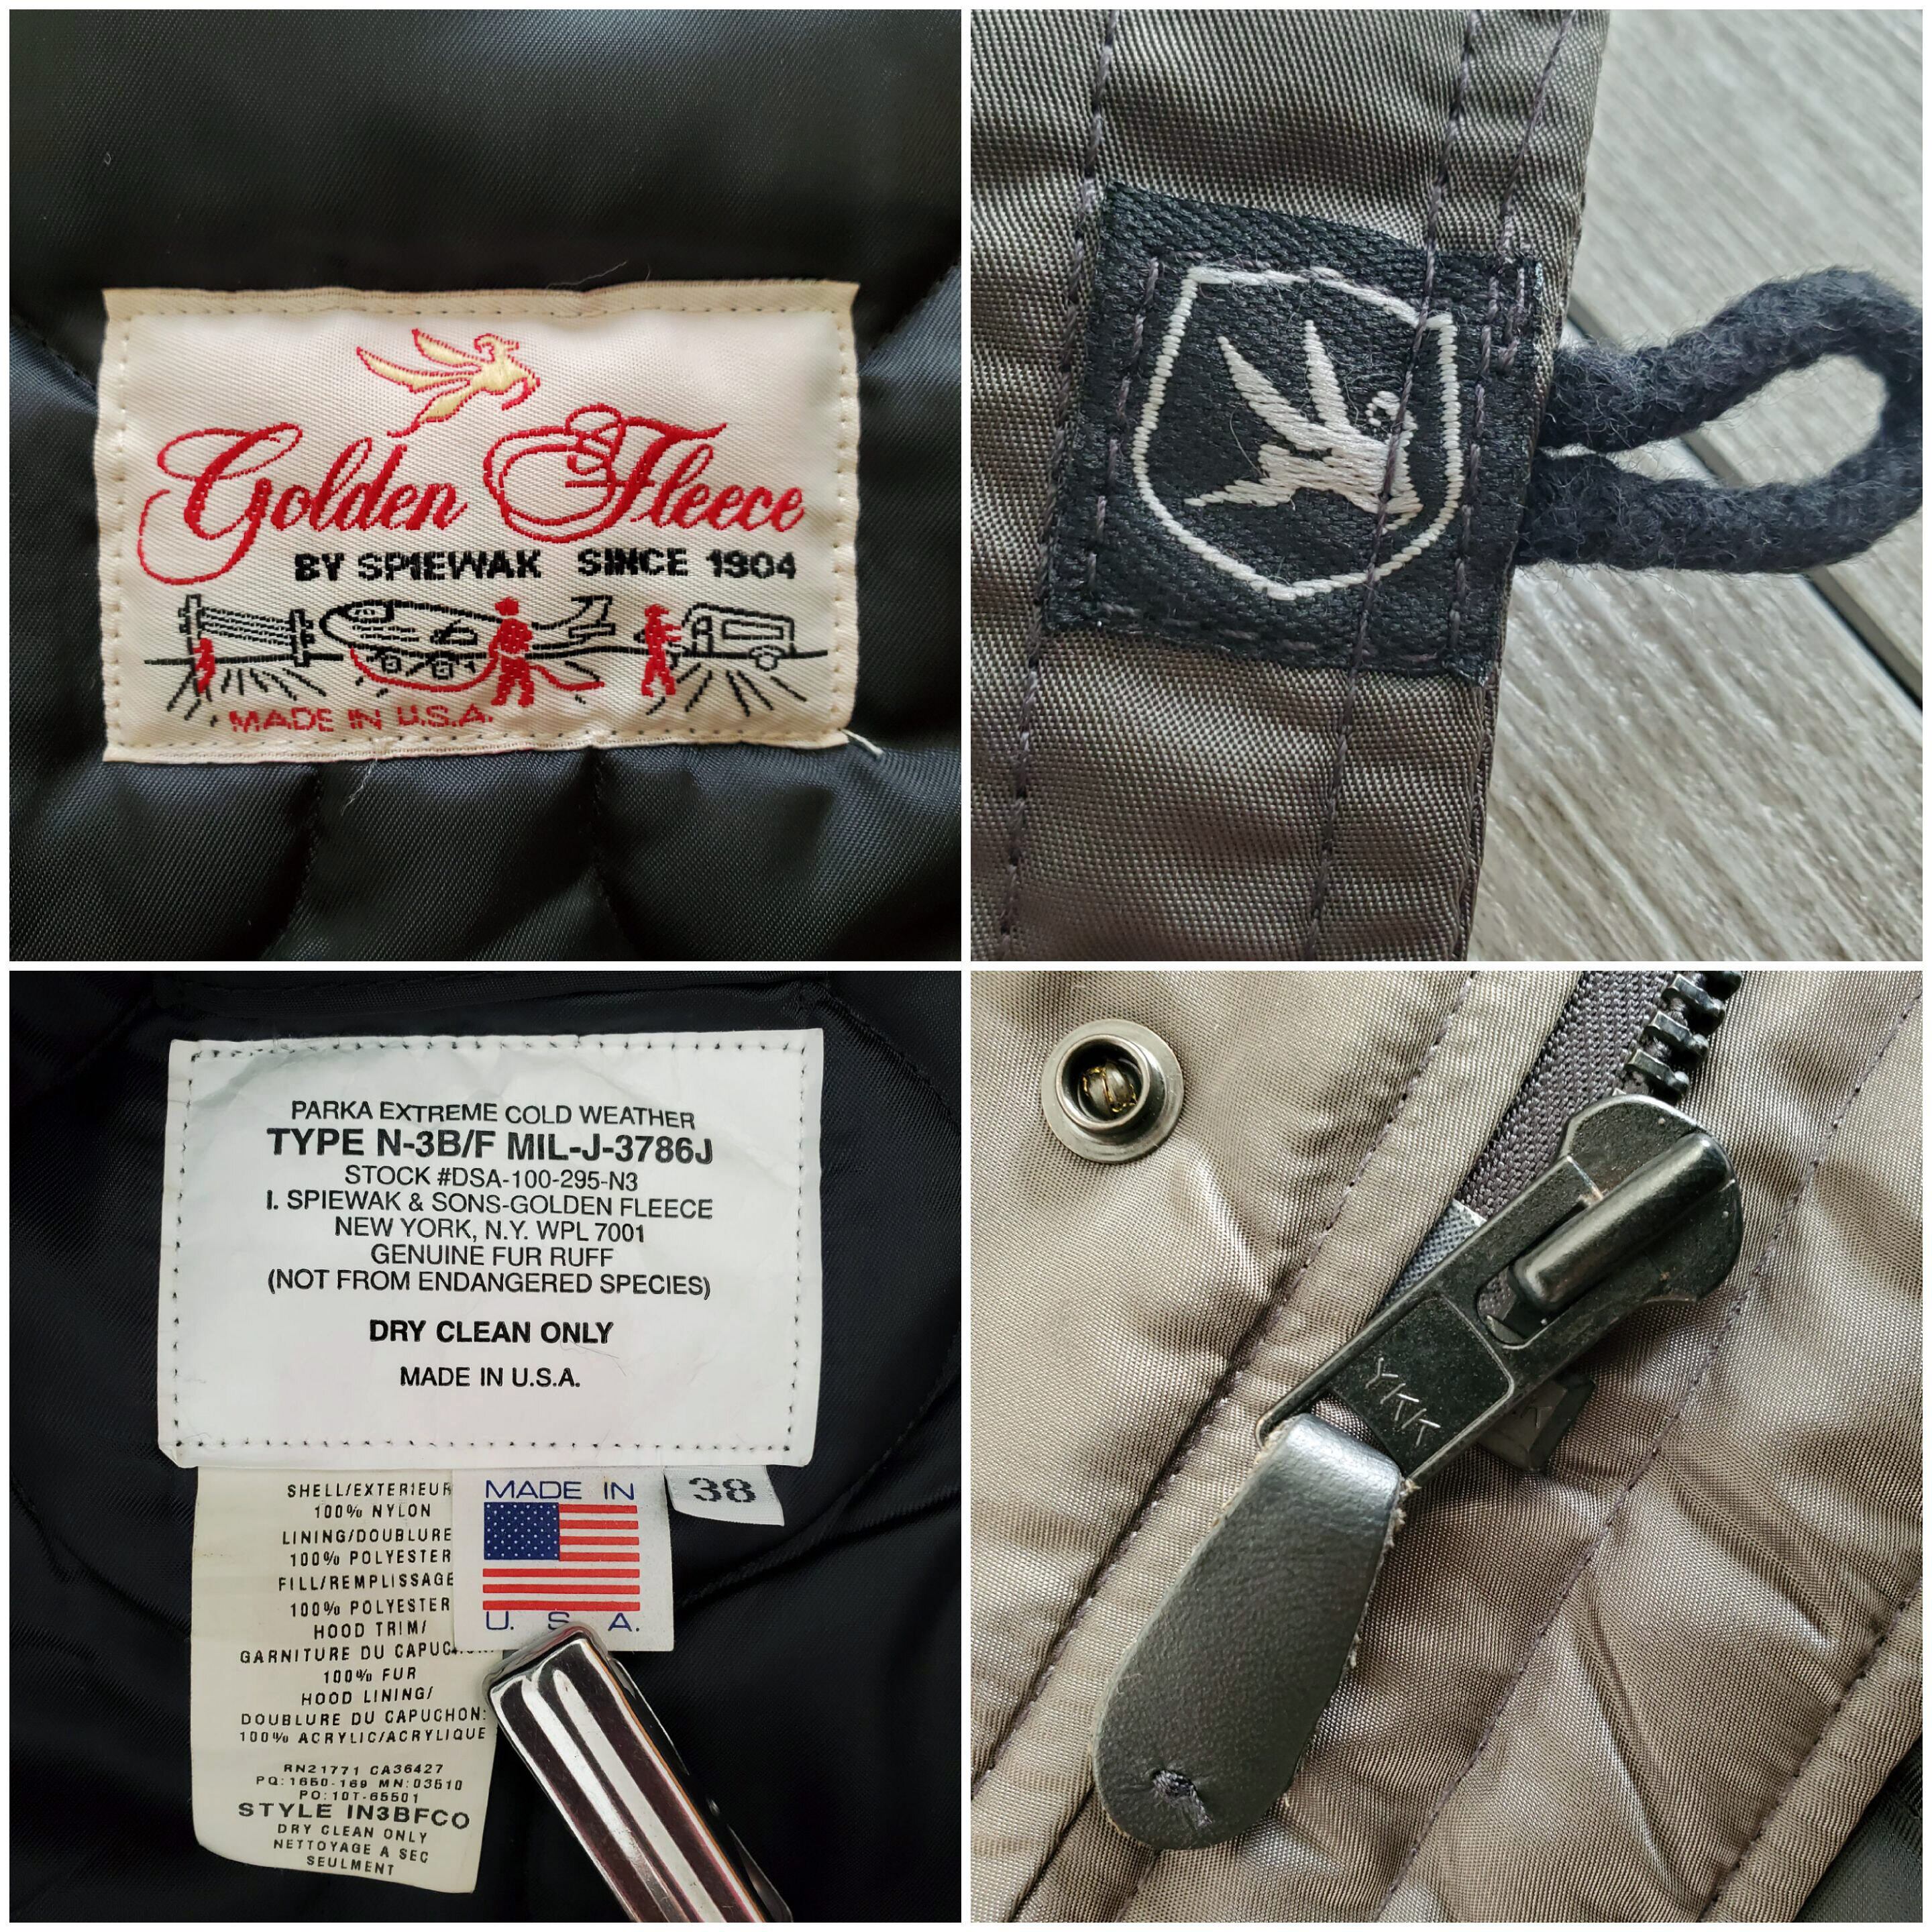 Golden Fleece
BY SPIEWAK SINCE 1904
MADE IN U.S.A.
PARKA EXTREME COLD WEATHER
TYPE N-3B/F MIL-J-3786J
STOCK #DSA-100-295-N3
I. SPIEWAK & SONS-GOLDEN FLEECE
NEW YORK, N.Y. WPL 7001
GENUINE FUR RUFF
(NOT FROM ENDANGERED SPECIES)
DRY CLEAN ONLY
MADE IN U.S.A.
SHELL/EXTERIEUR
100% NYLON
LINING/DOUBLURE
100% POLYESTER
FILL/REMPLISSAGE
100% POLYESTER
HOOD TRIM/
GARNITURE DU
100% FUR
HOOD LINING/
DOUBLURE DU CAPUCHON:
100% ACRYLIC/ACRYLIQUE
RN21771 CA36427
PQ:1650-169 MN:03510
PO:10T-65501
STYLE IN3BFCO
DRY CLEAN ONLY
NETTOYAGE A SEC
SEULMENT
MADE IN
U. S. A.
38
YKK